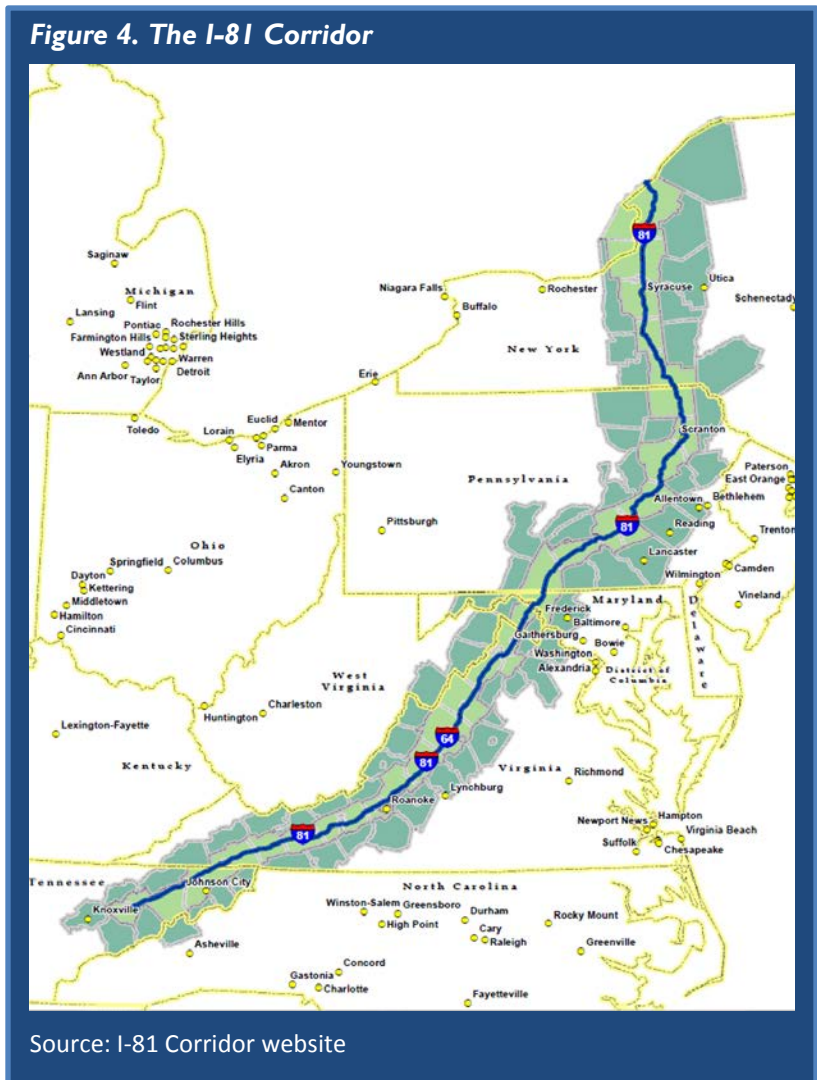 Figure 4. The I-81 Corridor
Saginaw
Michigan
Flint
Lansing
Pontiac
Rochester Hills
Farmington Hills
Sterling Heights
Westland
Warren
Ann Arbor
Taylor
Detroit
Toledo
Niagara Falls
Buffalo
Rochester
81
Syracuse
Utica
Schenectady
New York
Erie
Euclid
Mentor
Lorain
Parma
Elyria
Akron
Youngstown
Canton
Scranton
Pennsylvania
Paterson
East Orange
Allentown
Bethlehem
81
Pittsburgh
Reading
Trenton
Lancaster
Camden
Wilmington
Vineland
Ohio
Springfield
Columbus
Dayton
Kettering
Middletown
Hamilton
Cincinnati
Maryland
Frederick
Baltimore
Delaware
Gaithersburg
Bowie
Washington
Alexandria
District of
Columbia
West
Virginia
Charleston
Huntington
Lexington-Fayette
Kentucky
64
81
Virginia
Richmond
Lynchburg
Roanoke
Newport News
Hampton
Virginia Beach
Suffolk
Chesapeake
81
Tennessee
Johnson City
Knoxville
Asheville
North Carolina
Winston-Salem
Greensboro
High Point
Durham
Cary
Raleigh
Rocky Mount
Greenville
Concord
Gastonia
Charlotte
Fayetteville
Source: I-81 Corridor website